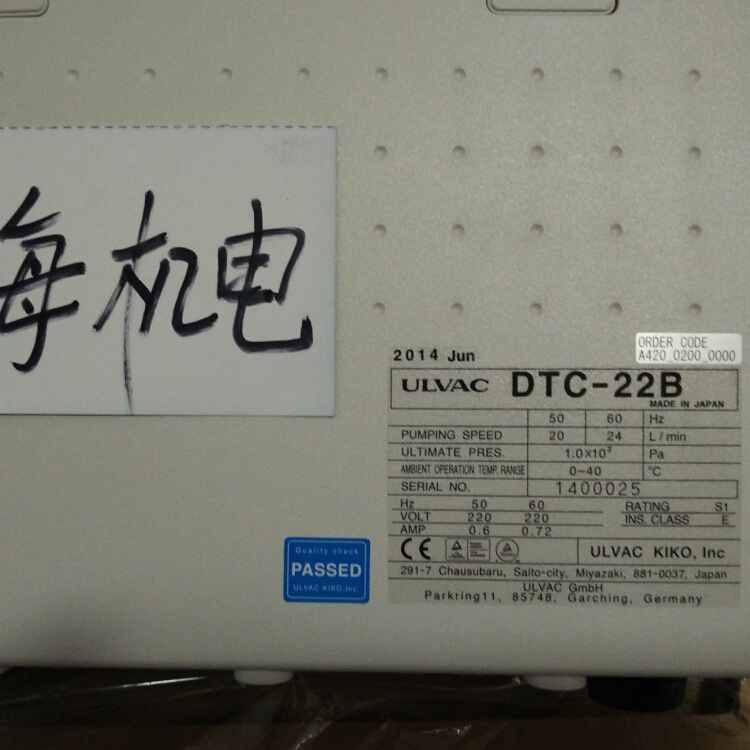 海机电
2014 Jun
ORDER CODE
A420_0200_0000
ULVAC DTC-22B
MADE IN JAPAN
50 60 Hz
PUMPING SPEED 20 24 L/min
ULTIMATE PRES. 1.0×10³ Pa
AMBIENT OPERATION TEMP. RANGE 0~40 °C
SERIAL NO. 1400025
Hz 50 60 RATING S1
VOLT 220 220 INS. CLASS E
AMP 0.6 0.72
CE ULVAC KIKO, Inc
291-7 Chausubaru, Saito-city, Miyazaki, 881-0037, Japan
ULVAC GmbH
Parkring11, 85748, Garching, Germany
Quality check
PASSED
ULVAC KIKO,Inc.